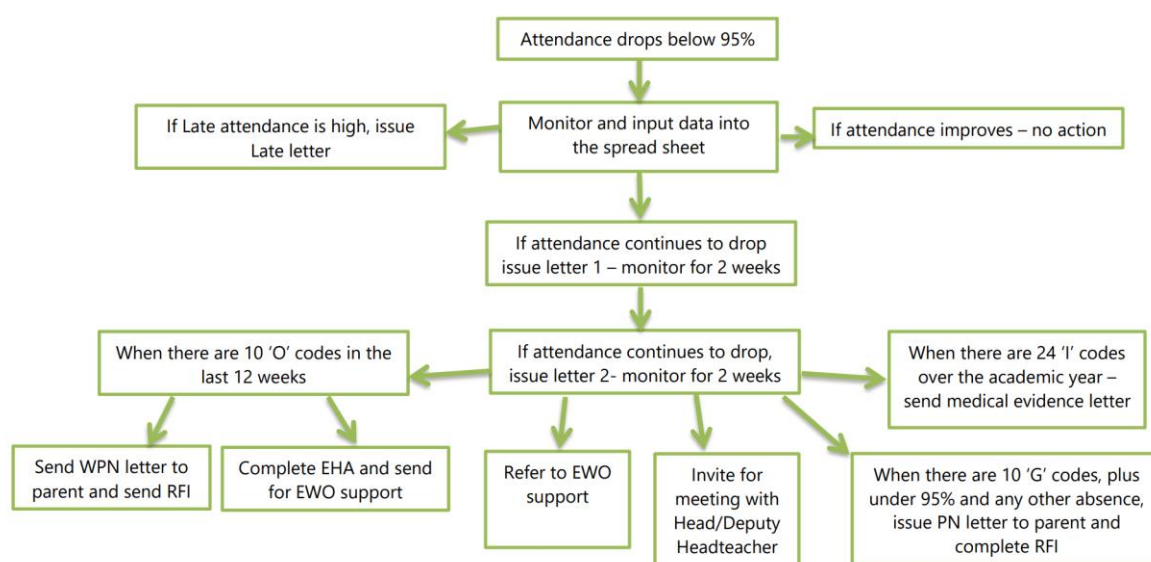 Attendance drops below 95%
If Late attendance is high, issue
Late letter
Monitor and input data into
the spread sheet
If attendance improves – no action
If attendance continues to drop
issue letter 1 – monitor for 2 weeks
When there are 10 ‘O’ codes in the
last 12 weeks
If attendance continues to drop,
issue letter 2- monitor for 2 weeks
When there are 24 ‘I’ codes
over the academic year –
send medical evidence letter
Send WPN letter to
parent and send RFI
Complete EHA and send
for EWO support
Refer to EWO
support
Invite for
meeting with
Head/Deputy
Headteacher
When there are 10 ‘G’ codes, plus
under 95% and any other absence,
issue PN letter to parent and
complete RFI